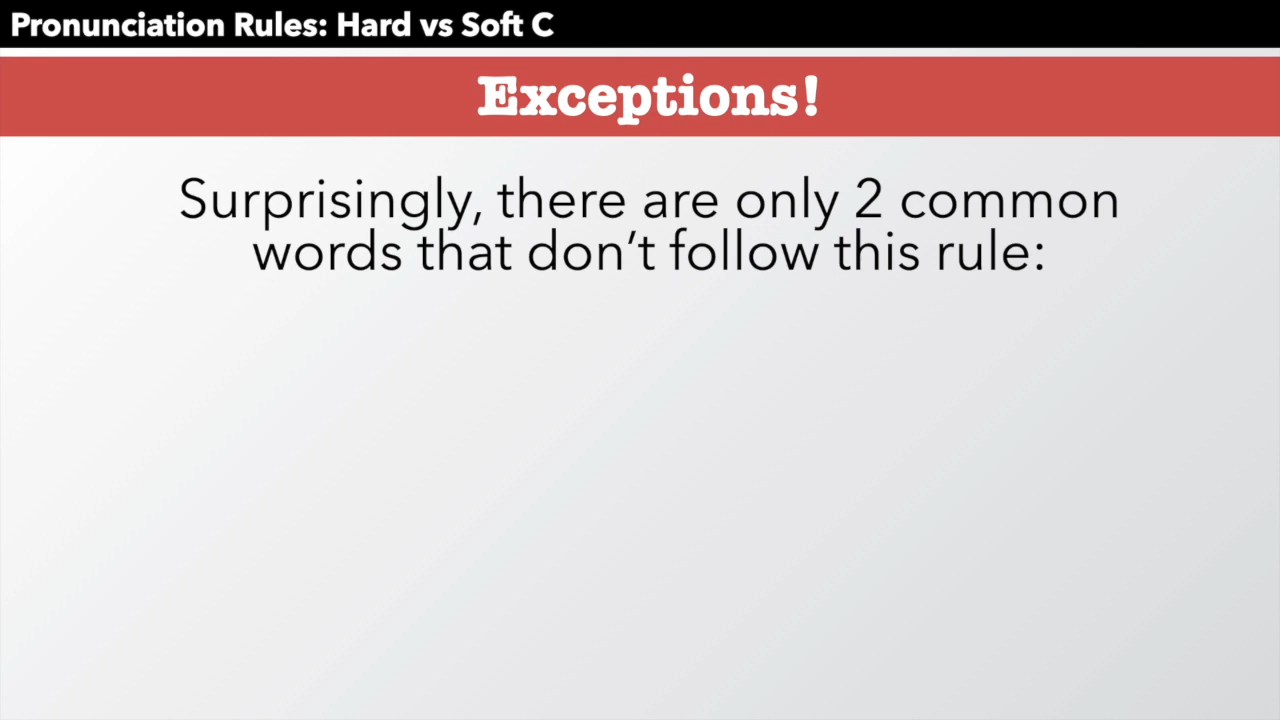 Pronunciation Rules: Hard vs Soft C
Exceptions!
Surprisingly, there are only 2 common
words that don’t follow this rule: